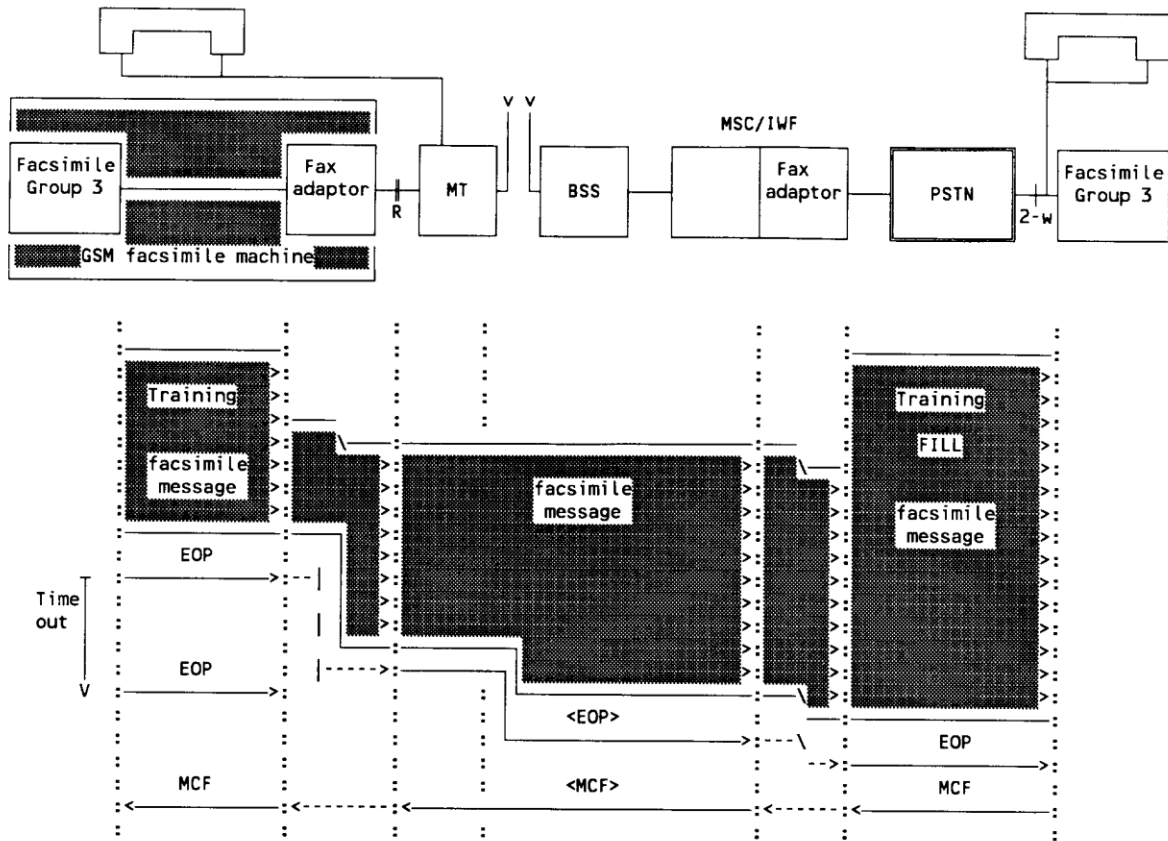 MSC/IWF
Facsimile
Group 3
Fax
adaptor
R
MT
BSS
Fax
adaptor
PSTN
2-W
Facsimile
Group 3
GSM facsimile machine
Training
facsimile
message
facsimile
message
Training
FILL
facsimile
message
EOP
Time
out
EOP
<EOP>
EOP
MCF
<MCF>
MCF